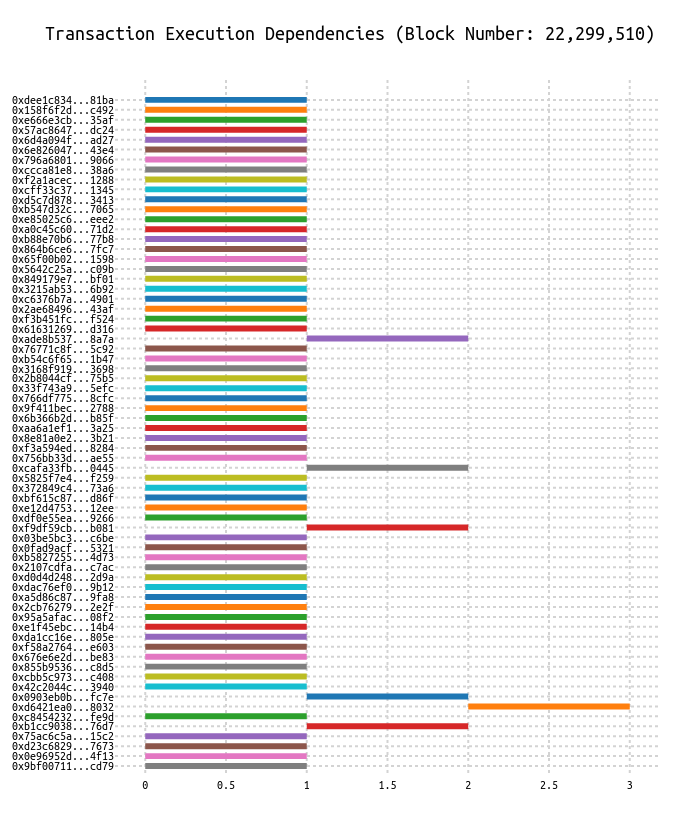 Transaction Execution Dependencies (Block Number: 22,299,510)
0xdee1c834...81ba
0x158f6f2d...c492
0xe666e3cb...35af
0x57ac8647...dc24
0x6d4a094f...ad27
0x6e826047...43e4
0x796a6801...9066
0xccca81e8...38a6
0xf2a1acec...1288
0xcff33c37...1345
0xd5c7d878...3413
0xb547d32c...7065
0xe85025c6...eee2
0xa0c45c60...71d2
0xb88e70b6...77b8
0x864b6ce6...7fc7
0x65f00b02...1598
0x5642c25a...c09b
0x849179e7...bf01
0x3215ab53...6b92
0xc6376b7a...4901
0x2ae68496...43af
0xf3b451fc...f524
0x61631269...d316
0xade8b537...8a7a
0x76771c8f...5c92
0xb54c6f65...1b47
0x3168f919...3698
0x2b8044cf...75b5
0x33f743a9...5efc
0x766df775...8cfc
0x9f411bec...2788
0x6b366b2d...b85f
0xaa6a1ef1...3a25
0x8e81a0e2...3b21
0xf3a594ed...8284
0x756bb33d...ae55
0xcafa33fb...0445
0x5825f7e4...f259
0x372849c4...73a6
0xbf615c87...d86f
0xe12d4753...12ee
0xdf0e55ea...9266
0xf9df59cb...b081
0x03be5bc3...c6be
0x0fad9acf...5321
0xb5827255...4d73
0x2107cdfa...c7ac
0xd0d4d248...2d9a
0xdac76ef0...9b12
0xa5d86c87...9fa8
0x2cb76279...2e2f
0x95a5afac...08f2
0xe1f45ebc...14b4
0xda1cc16e...805e
0xf58a2764...e603
0x676e6e2d...be83
0x855b9536...c8d5
0xcbb5c973...c408
0x42c2044c...3940
0x0903eb0b...fc7e
0xd6421ea0...8032
0xc8454232...fe9d
0xb1cc9038...76d7
0x75ac6c5a...15c2
0xd23c6829...7673
0x0e96952d...4f13
0x9bf00711...cd79
0 0.5 1 1.5 2 2.5 3